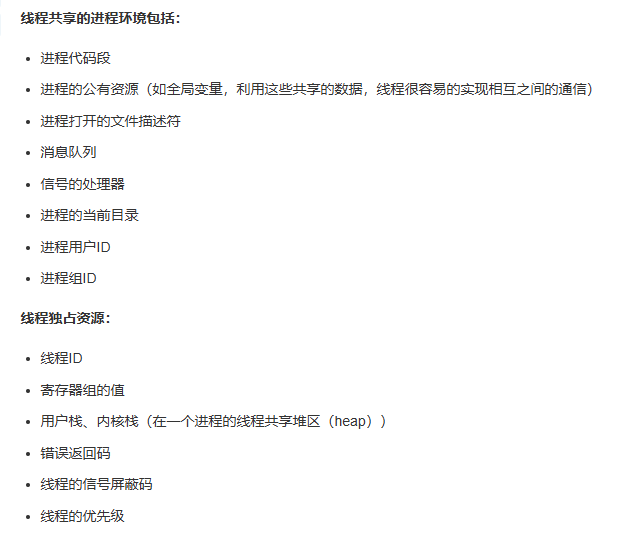 线程共享的进程环境包括：
进程代码段
进程的公有资源（如全局变量，利用这些共享的数据，线程很容易的实现相互之间的通信）
进程打开的文件描述符
消息队列
信号的处理器
进程的当前目录
进程用户ID
进程组ID
线程独占资源：
线程ID
寄存器组的值
用户栈、内核栈（在一个进程的线程共享堆区（heap））
错误返回码
线程的信号屏蔽码
线程的优先级